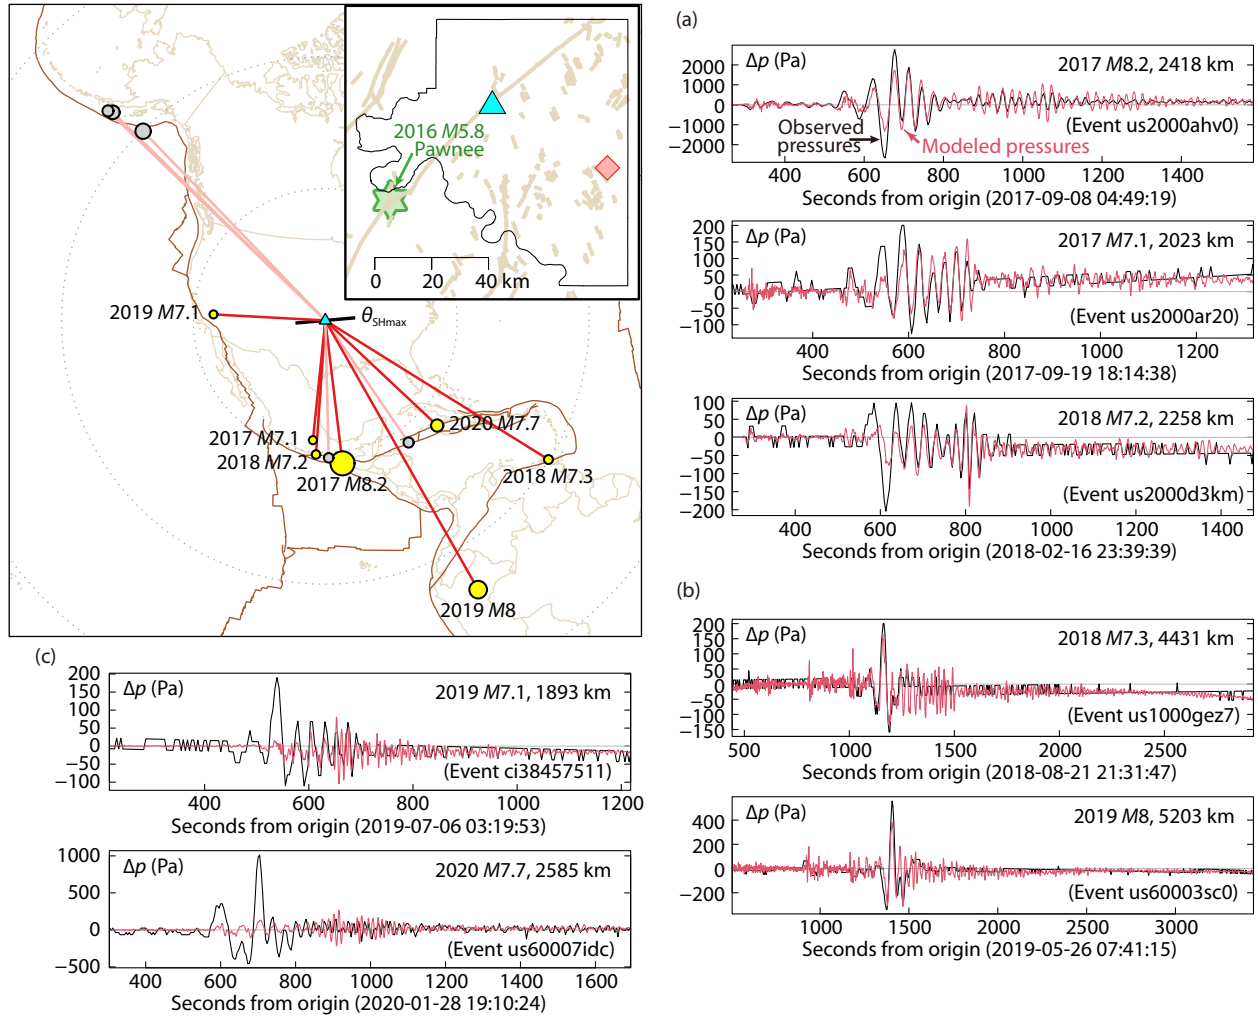 2016 M5.8
Pawnee
0 20 40 km
2019 M7.1
θSHmax
2017 M7.1
2018 M7.2
2017 M8.2
2020 M7.7
2018 M7.3
2019 M8
(a)
Δp (Pa)
2017 M8.2, 2418 km
2000
1000
0
−1000
−2000
Observed
pressures
Modeled pressures
(Event us2000ahv0)
400 600 800 1000 1200 1400
Seconds from origin (2017-09-08 04:49:19)
Δp (Pa)
2017 M7.1, 2023 km
200
150
100
50
0
−50
−100
(Event us2000ar20)
400 600 800 1000 1200
Seconds from origin (2017-09-19 18:14:38)
Δp (Pa)
2018 M7.2, 2258 km
100
50
0
−50
−100
−150
−200
(Event us2000d3km)
400 600 800 1000 1200 1400
Seconds from origin (2018-02-16 23:39:39)
(b)
Δp (Pa)
2018 M7.3, 4431 km
200
150
100
50
0
−50
−100
−150
(Event us1000gez7)
500 1000 1500 2000 2500
Seconds from origin (2018-08-21 21:31:47)
Δp (Pa)
2019 M8, 5203 km
400
200
0
−200
(Event us60003sc0)
1000 1500 2000 2500 3000
Seconds from origin (2019-05-26 07:41:15)
(c)
Δp (Pa)
2019 M7.1, 1893 km
200
150
100
50
0
−50
−100
(Event ci38457511)
400 600 800 1000 1200
Seconds from origin (2019-07-06 03:19:53)
Δp (Pa)
2020 M7.7, 2585 km
1000
500
0
−500
(Event us60007idc)
400 600 800 1000 1200 1400 1600
Seconds from origin (2020-01-28 19:10:24)